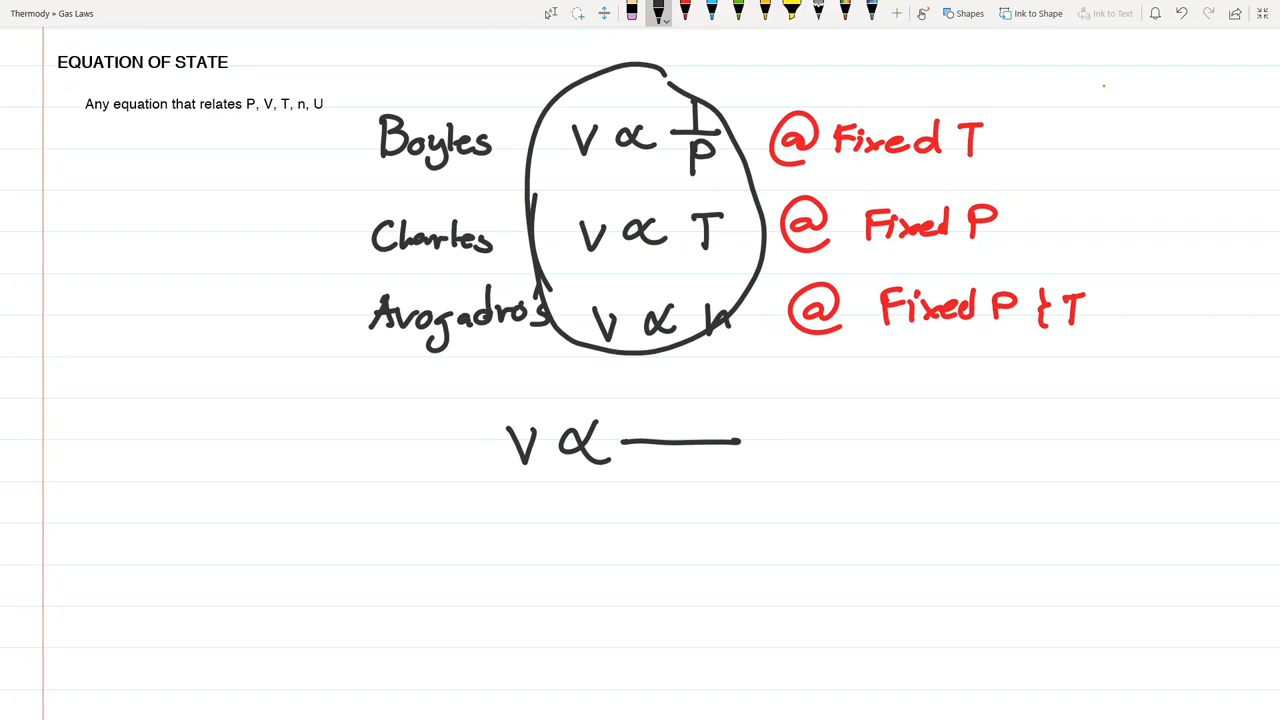 Thermody » Gas Laws
Shapes
Ink to Shape
Ink to Text
EQUATION OF STATE
Any equation that relates P, V, T, n, U
Boyles V ∝ 1/P @ Fixed T
Charles V ∝ T @ Fixed P
Avogadro's V ∝ n @ Fixed P } T
V ∝